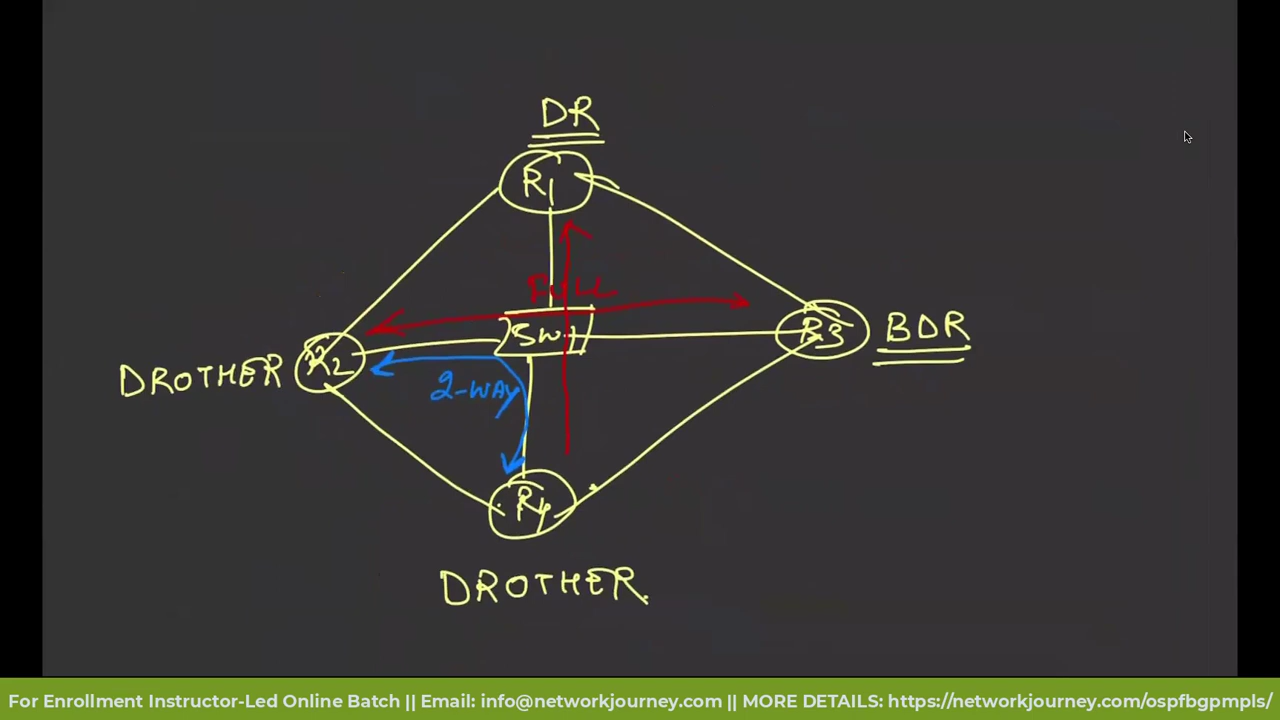 DR
R1
FULL
SW1
R3
BDR
R2
DROTHER
2-WAY
R4
DROTHER.
For Enrollment Instructor-Led Online Batch || Email: info@networkjourney.com || MORE DETAILS: https://networkjourney.com/ospfbgpmpls/